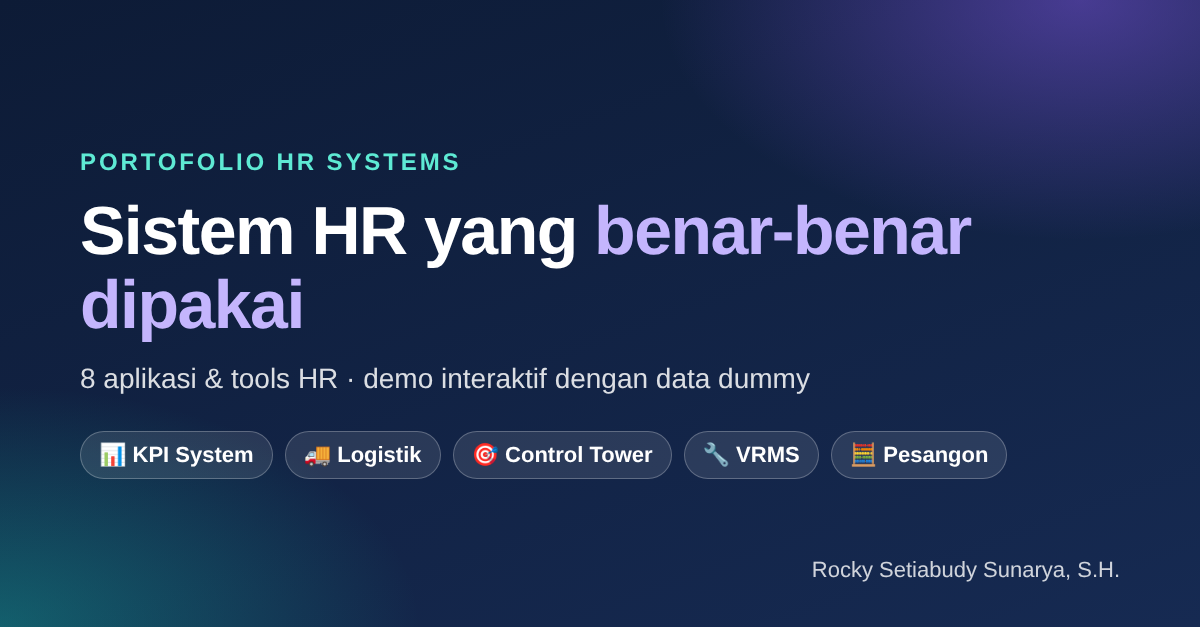 PORTOFOLIO HR SYSTEMS
Sistem HR yang benar-benar
dipakai
8 aplikasi & tools HR · demo interaktif dengan data dummy
📊 KPI System 🚚 Logistik 🎯 Control Tower 🔧 VRMS 🧮 Pesangon
Rocky Setiabudy Sunarya, S.H.